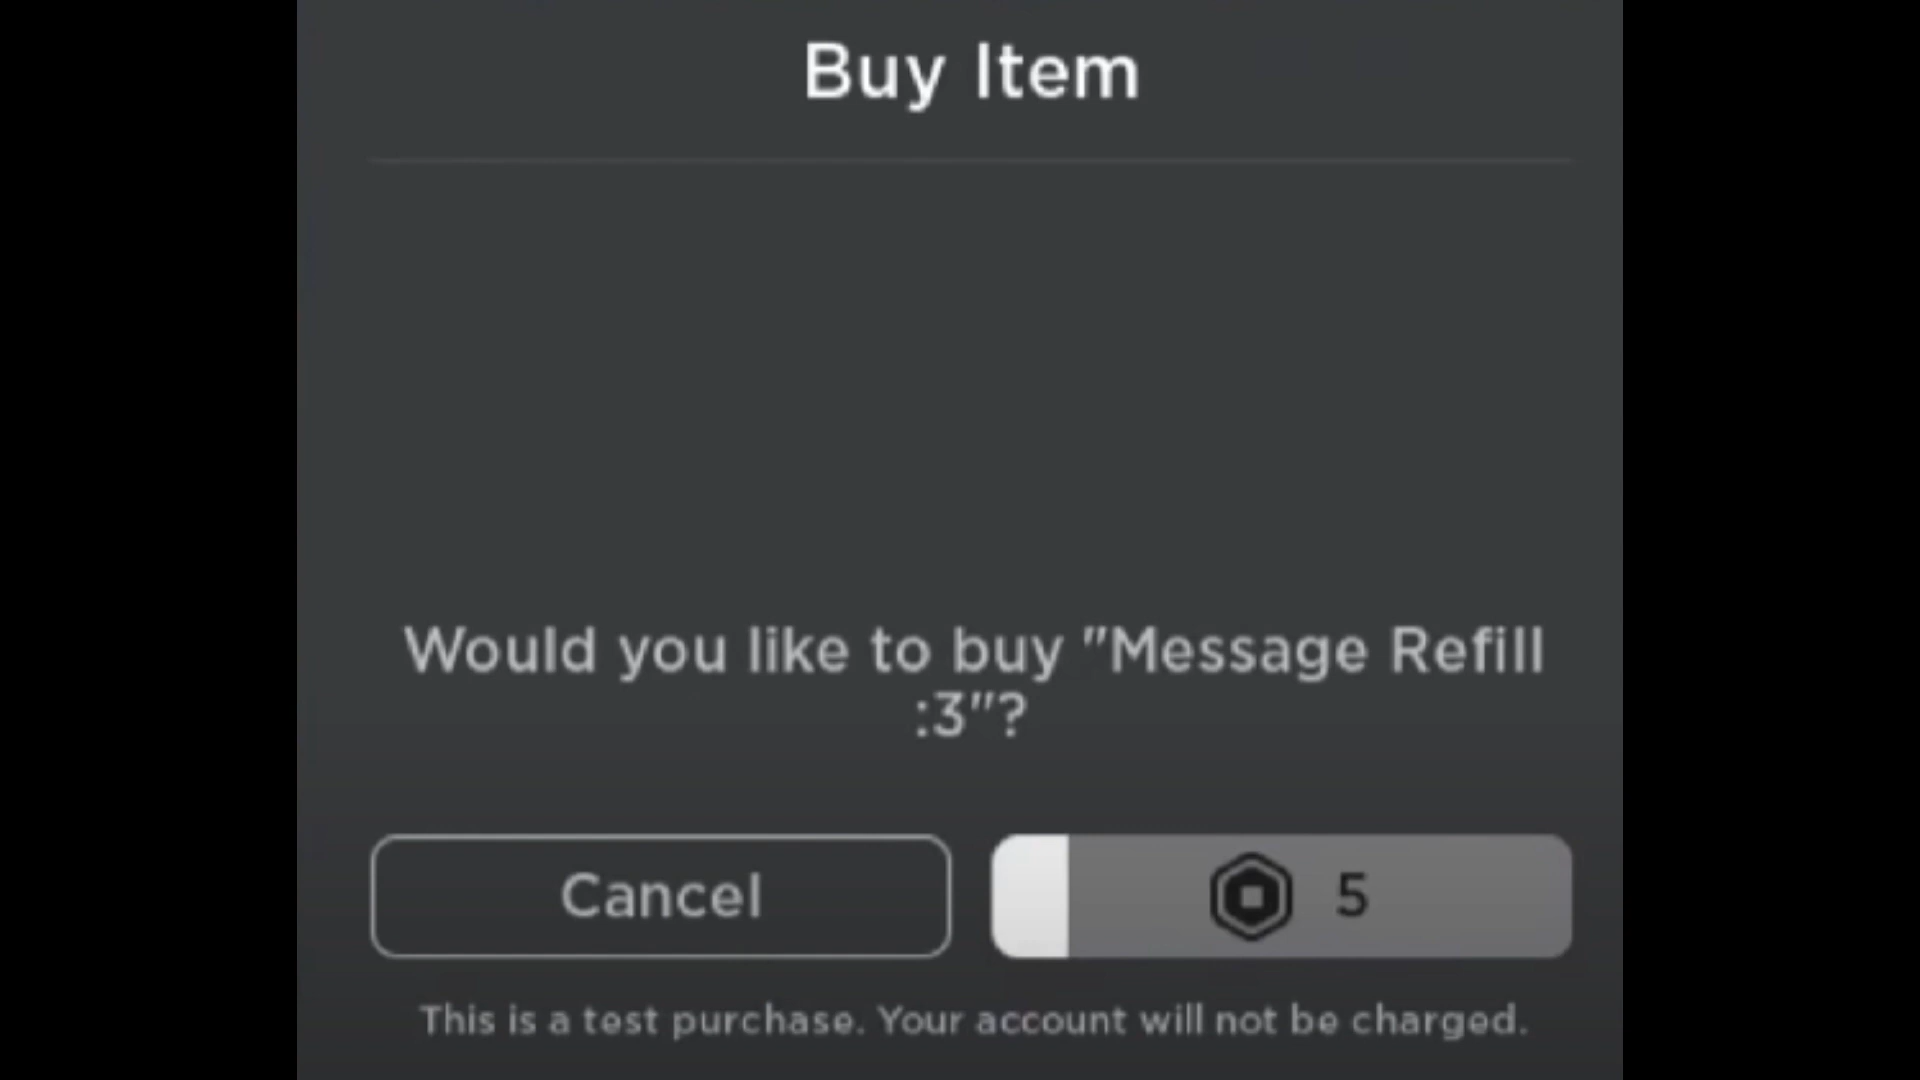 Buy Item
Would you like to buy "Message Refill
:3"?
Cancel
5
This is a test purchase. Your account will not be charged.